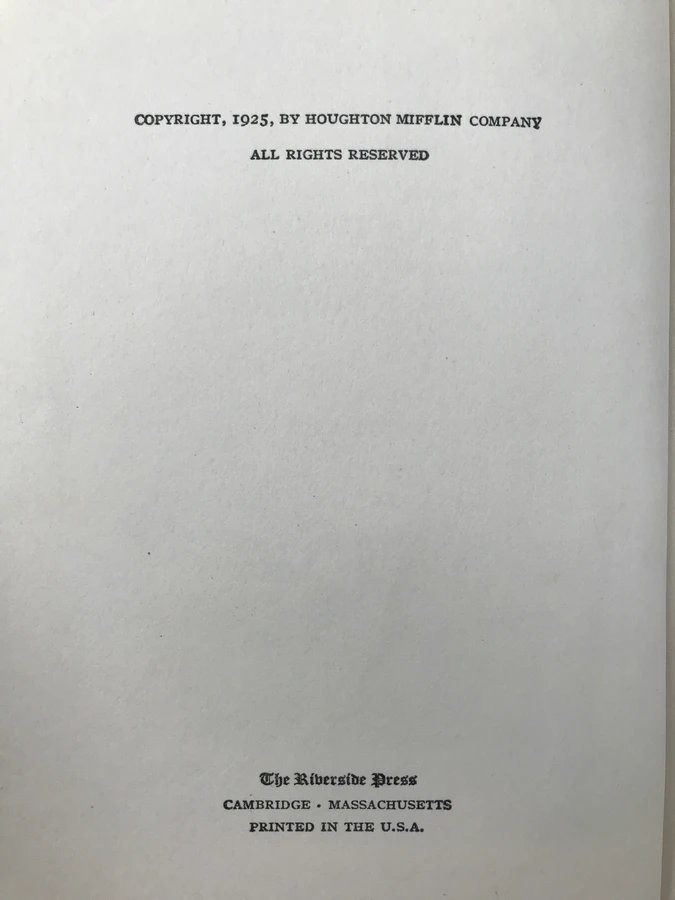 COPYRIGHT, 1925, BY HOUGHTON MIFFLIN COMPANY
ALL RIGHTS RESERVED
The Riverside Press
CAMBRIDGE · MASSACHUSETTS
PRINTED IN THE U.S.A.